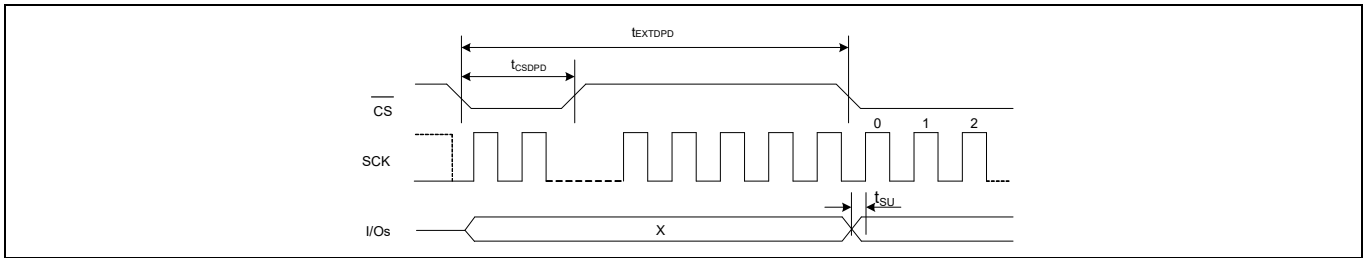 tEXTDPD
tCSDPD
CS
0 1 2
SCK
tSU
I/Os
X